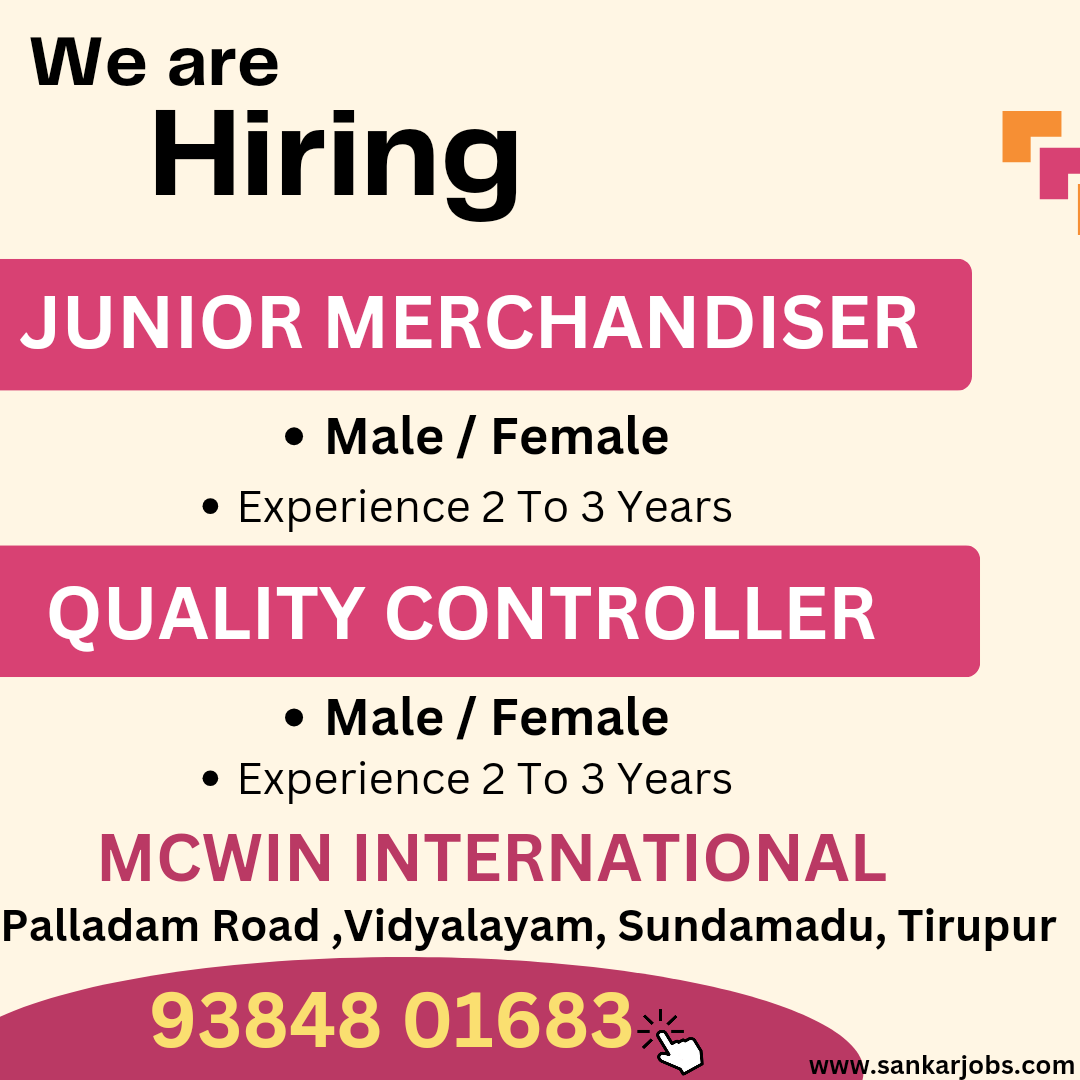 We are
Hiring
JUNIOR MERCHANDISER
• Male / Female
• Experience 2 To 3 Years
QUALITY CONTROLLER
• Male / Female
• Experience 2 To 3 Years
MCWIN INTERNATIONAL
Palladam Road ,Vidyalayam, Sundamadu, Tirupur
93848 01683
www.sankarjobs.com